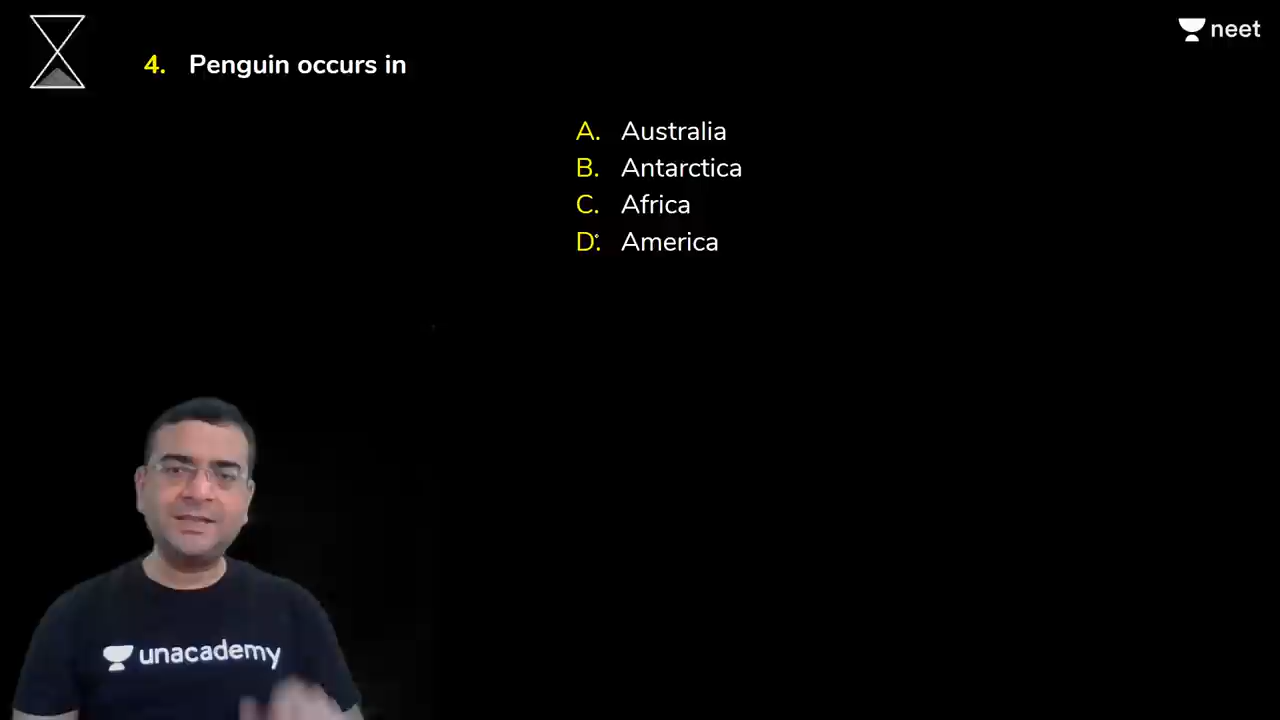 neet
4. Penguin occurs in
A. Australia
B. Antarctica
C. Africa
D. America
unacademy